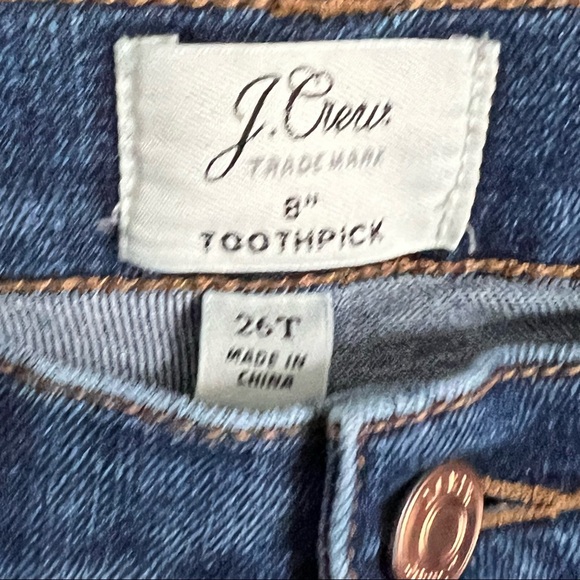 J.Crew
TRADEMARK
8"
TOOTHPICK
26T
MADE IN
CHINA